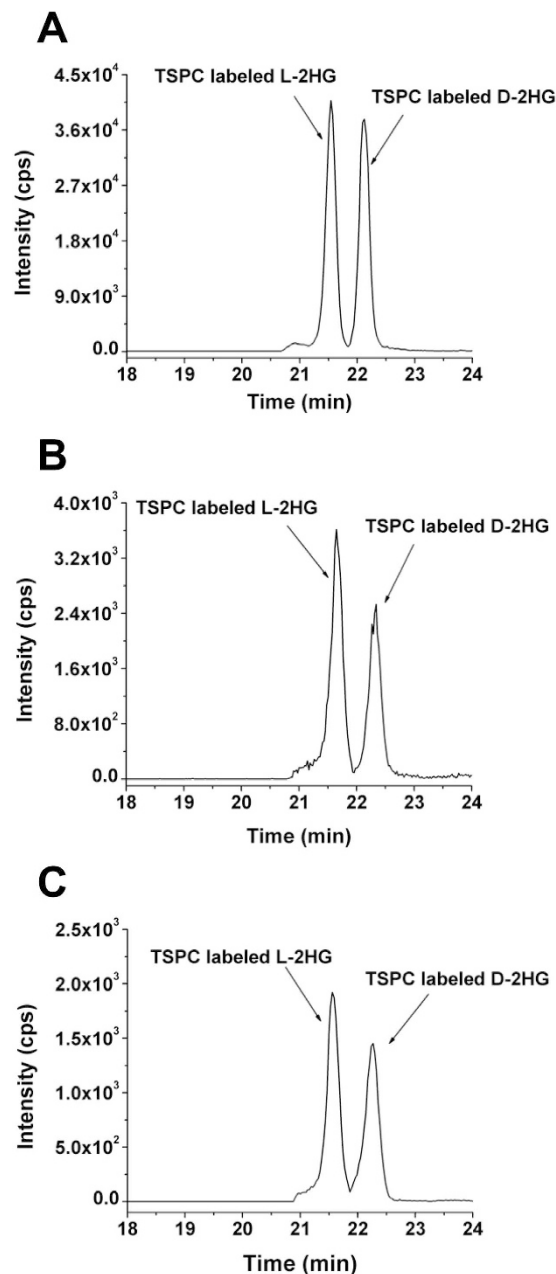 A
TSPC labeled L-2HG
TSPC labeled D-2HG
Intensity (cps)
4.5x10⁴
3.6x10⁴
2.7x10⁴
1.8x10⁴
9.0x10³
0.0
18 19 20 21 22 23 24
Time (min)
B
TSPC labeled L-2HG
TSPC labeled D-2HG
Intensity (cps)
4.0x10³
3.2x10³
2.4x10³
1.6x10³
8.0x10²
0.0
18 19 20 21 22 23 24
Time (min)
C
TSPC labeled L-2HG
TSPC labeled D-2HG
Intensity (cps)
2.5x10³
2.0x10³
1.5x10³
1.0x10³
5.0x10²
0.0
18 19 20 21 22 23 24
Time (min)